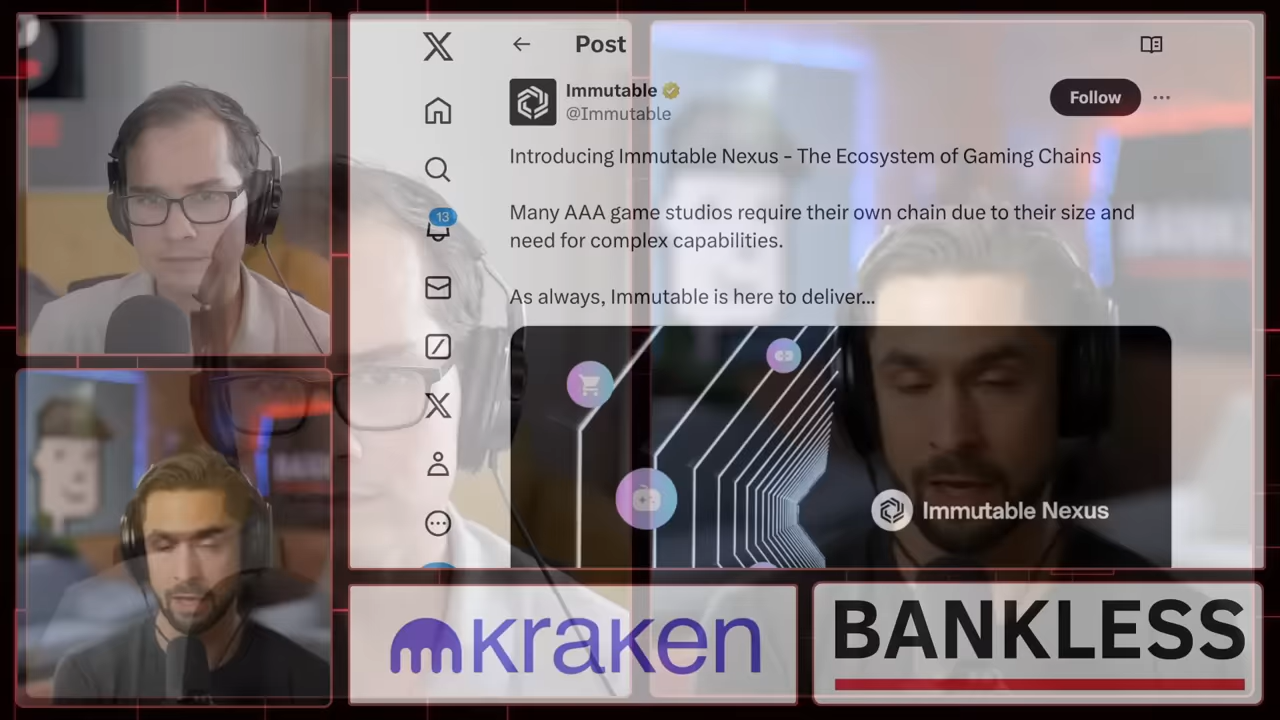 Post
Immutable
@Immutable
Follow
Introducing Immutable Nexus - The Ecosystem of Gaming Chains
Many AAA game studios require their own chain due to their size and
need for complex capabilities.
As always, Immutable is here to deliver...
13
Immutable Nexus
kraken
BANKLESS